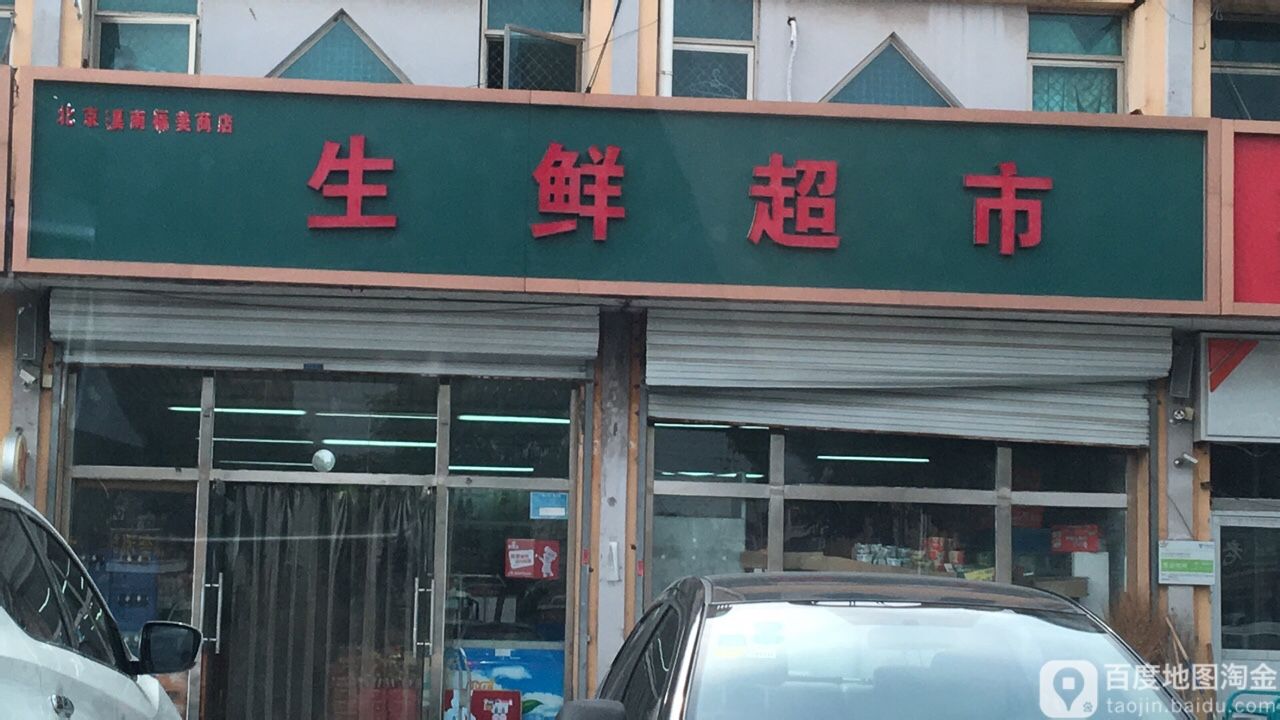 北京温南福美商店
生鲜超市
百度地图淘金
taojin.baidu.com